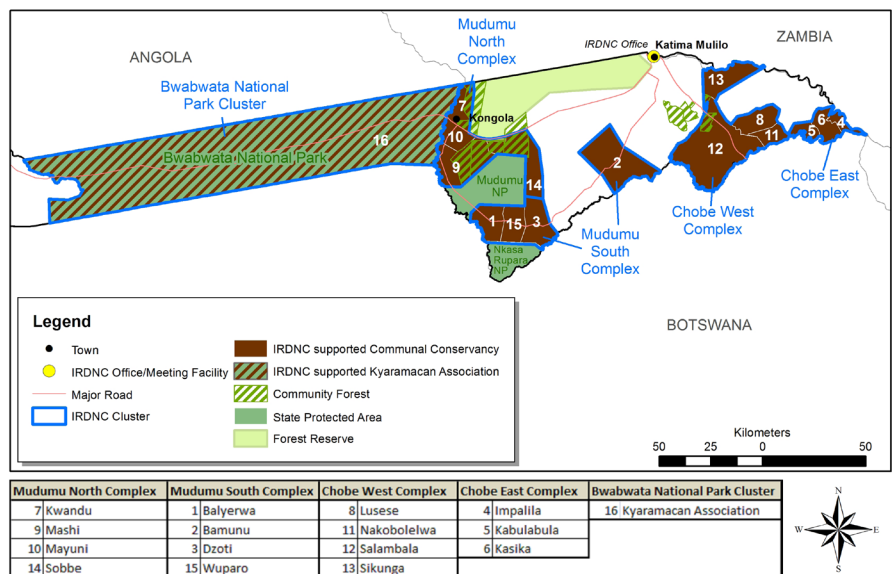 ANGOLA
ZAMBIA
BOTSWANA
Mudumu
North
Complex
IRDNC Office
Katima Mulilo
Bwabwata National
Park Cluster
Bwabwata National Park
16
7
Kongola
10
9
Mudumu
NP
14
1
15
3
Nkasa
Rupara
NP
2
Mudumu
South
Complex
13
8
11
12
6
4
5
Chobe West
Complex
Chobe East
Complex
Legend
Town
IRDNC Office/Meeting Facility
Major Road
IRDNC Cluster
IRDNC supported Communal Conservancy
IRDNC supported Kyaramacan Association
Community Forest
State Protected Area
Forest Reserve
Kilometers
50 25 0 50
Mudumu North Complex Mudumu South Complex Chobe West Complex Chobe East Complex Bwabwata National Park Cluster
7 Kwandu 1 Balyerwa 8 Lusese 4 Impalila 16 Kyaramacan Association
9 Mashi 2 Bamunu 11 Nakobolelwa 5 Kabulabula
10 Mayuni 3 Dzoti 12 Salambala 6 Kasika
14 Sobbe 15 Wuparo 13 Sikunga
N
W E
S